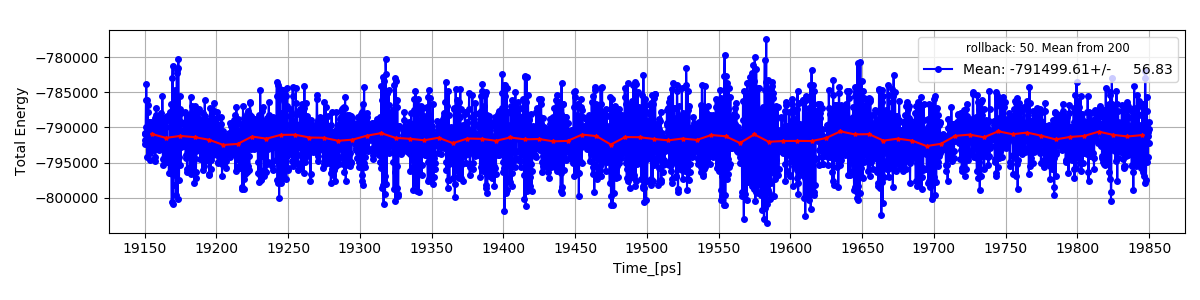 rollback: 50. Mean from 200
Mean: -791499.61+/-     56.83
Total Energy
−780000
−785000
−790000
−795000
−800000
19150 19200 19250 19300 19350 19400 19450 19500 19550 19600 19650 19700 19750 19800 19850
Time_[ps]